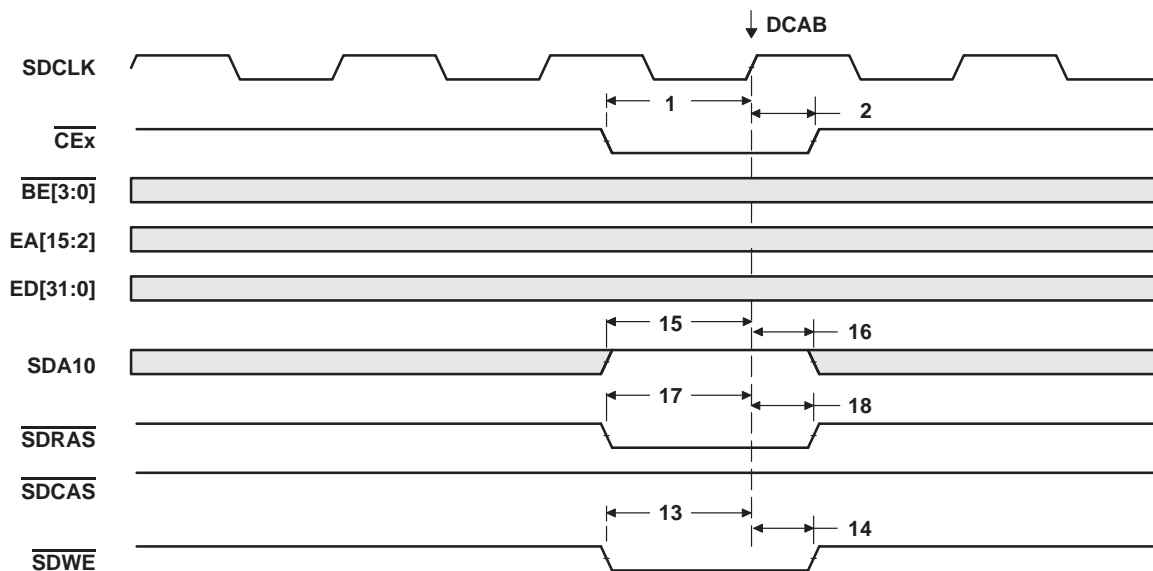 DCAB
SDCLK
1
2
CEx
BE[3:0]
EA[15:2]
ED[31:0]
15
16
SDA10
17
18
SDRAS
SDCAS
13
14
SDWE